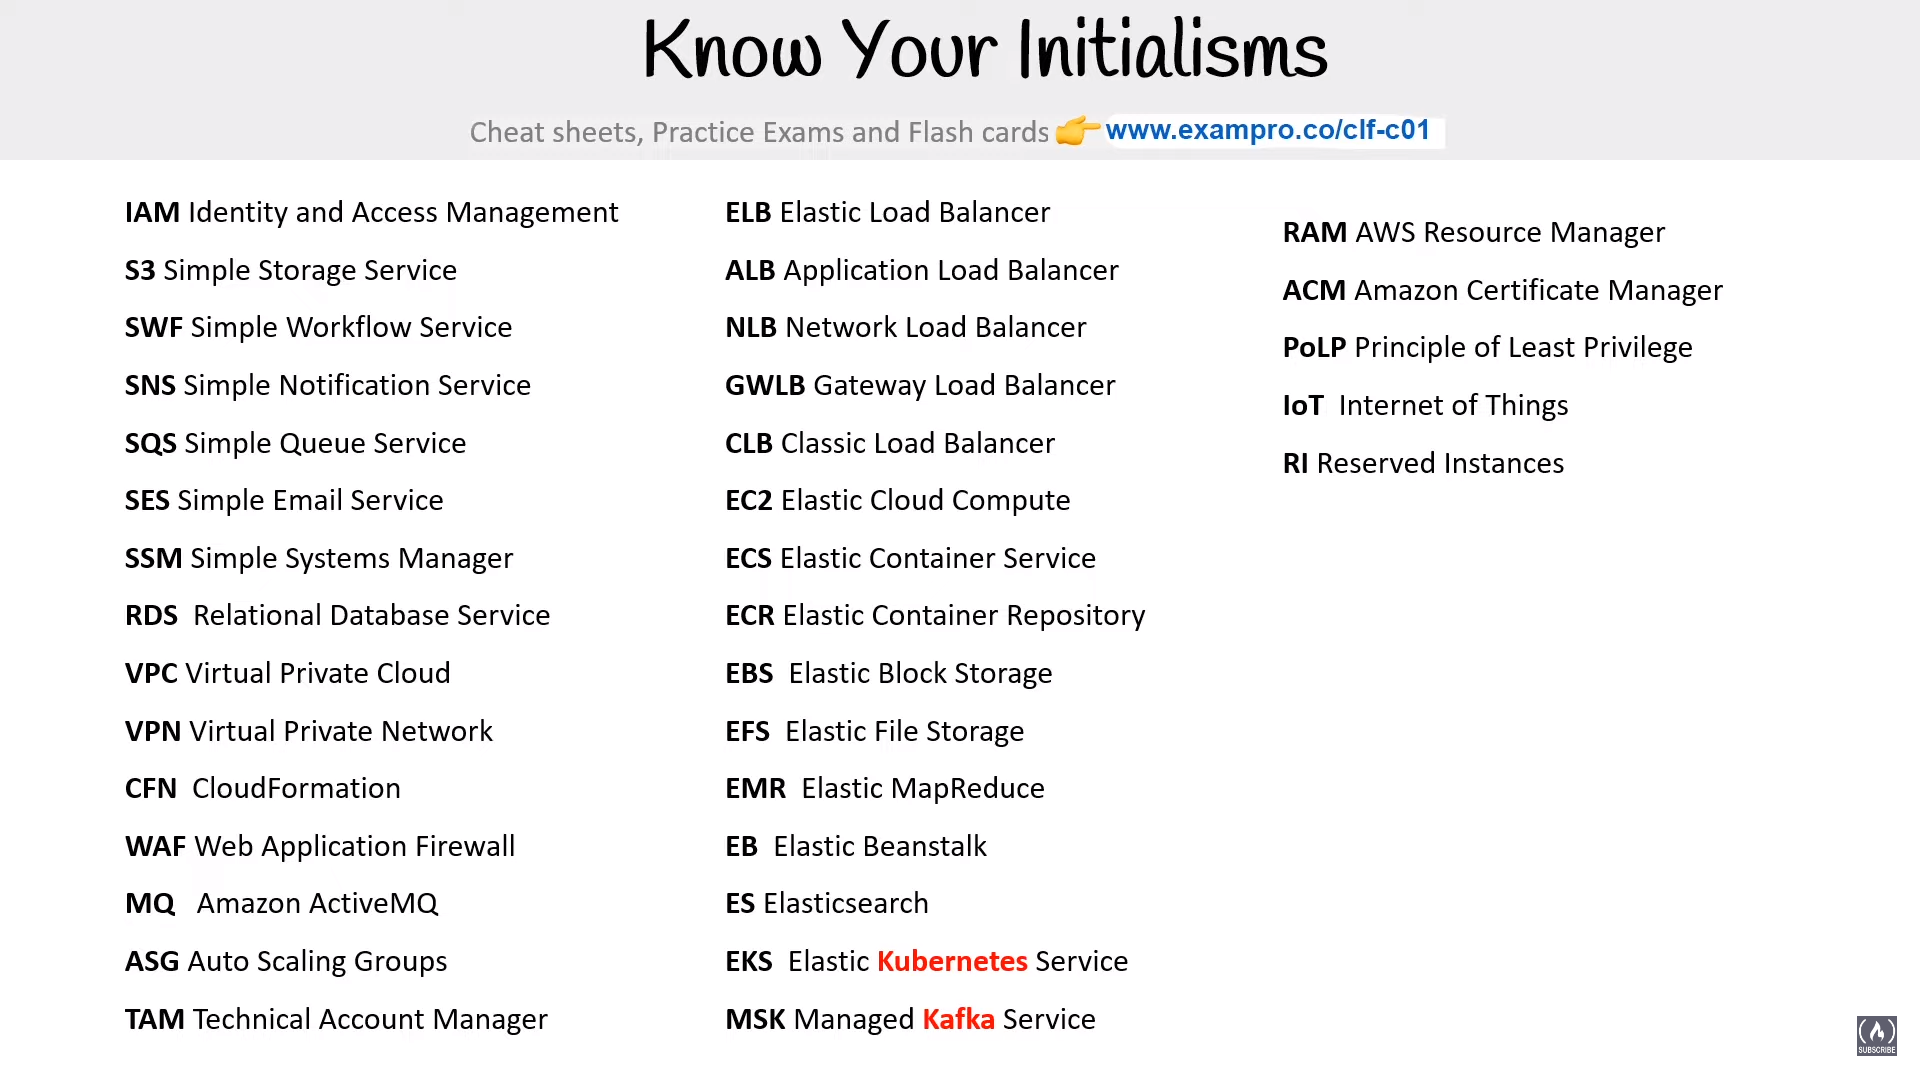 Know Your Initialisms
Cheat sheets, Practice Exams and Flash cards 👉 www.exampro.co/clf-c01
IAM Identity and Access Management
S3 Simple Storage Service
SWF Simple Workflow Service
SNS Simple Notification Service
SQS Simple Queue Service
SES Simple Email Service
SSM Simple Systems Manager
RDS Relational Database Service
VPC Virtual Private Cloud
VPN Virtual Private Network
CFN CloudFormation
WAF Web Application Firewall
MQ Amazon ActiveMQ
ASG Auto Scaling Groups
TAM Technical Account Manager
ELB Elastic Load Balancer
ALB Application Load Balancer
NLB Network Load Balancer
GWLB Gateway Load Balancer
CLB Classic Load Balancer
EC2 Elastic Cloud Compute
ECS Elastic Container Service
ECR Elastic Container Repository
EBS Elastic Block Storage
EFS Elastic File Storage
EMR Elastic MapReduce
EB Elastic Beanstalk
ES Elasticsearch
EKS Elastic Kubernetes Service
MSK Managed Kafka Service
RAM AWS Resource Manager
ACM Amazon Certificate Manager
PoLP Principle of Least Privilege
IoT Internet of Things
RI Reserved Instances
SUBSCRIBE